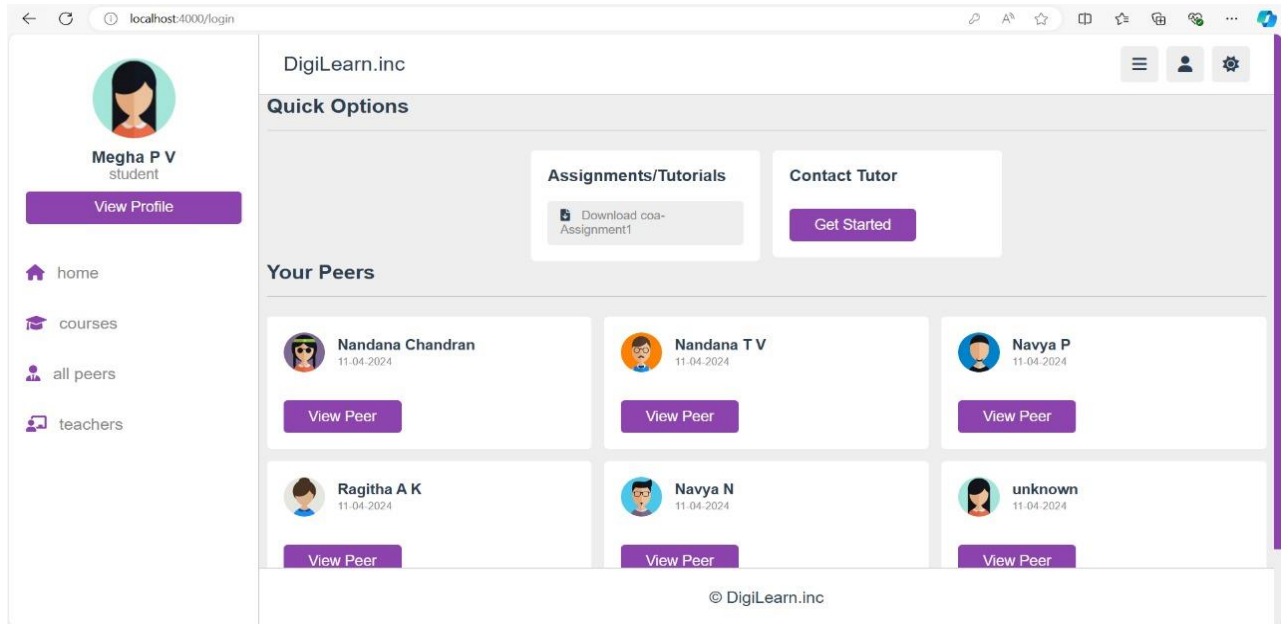 localhost:4000/login
DigiLearn.inc
Megha P V
student
View Profile
home
courses
all peers
teachers
Quick Options
Assignments/Tutorials
Download coa-
Assignment1
Contact Tutor
Get Started
Your Peers
Nandana Chandran
11-04-2024
View Peer
Nandana T V
11-04-2024
View Peer
Navya P
11-04-2024
View Peer
Ragitha A K
11-04-2024
View Peer
Navya N
11-04-2024
View Peer
unknown
11-04-2024
View Peer
© DigiLearn.inc